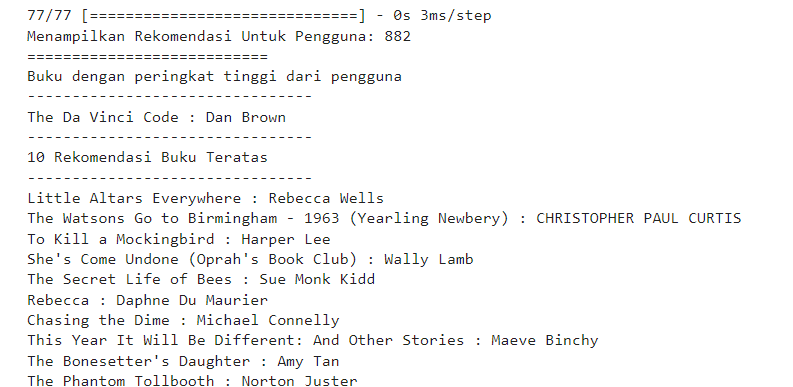 77/77 [==============================] - 0s 3ms/step
Menampilkan Rekomendasi Untuk Pengguna: 882
===========================
Buku dengan peringkat tinggi dari pengguna
--------------------------------
The Da Vinci Code : Dan Brown
--------------------------------
10 Rekomendasi Buku Teratas
--------------------------------
Little Altars Everywhere : Rebecca Wells
The Watsons Go to Birmingham - 1963 (Yearling Newbery) : CHRISTOPHER PAUL CURTIS
To Kill a Mockingbird : Harper Lee
She's Come Undone (Oprah's Book Club) : Wally Lamb
The Secret Life of Bees : Sue Monk Kidd
Rebecca : Daphne Du Maurier
Chasing the Dime : Michael Connelly
This Year It Will Be Different: And Other Stories : Maeve Binchy
The Bonesetter's Daughter : Amy Tan
The Phantom Tollbooth : Norton Juster